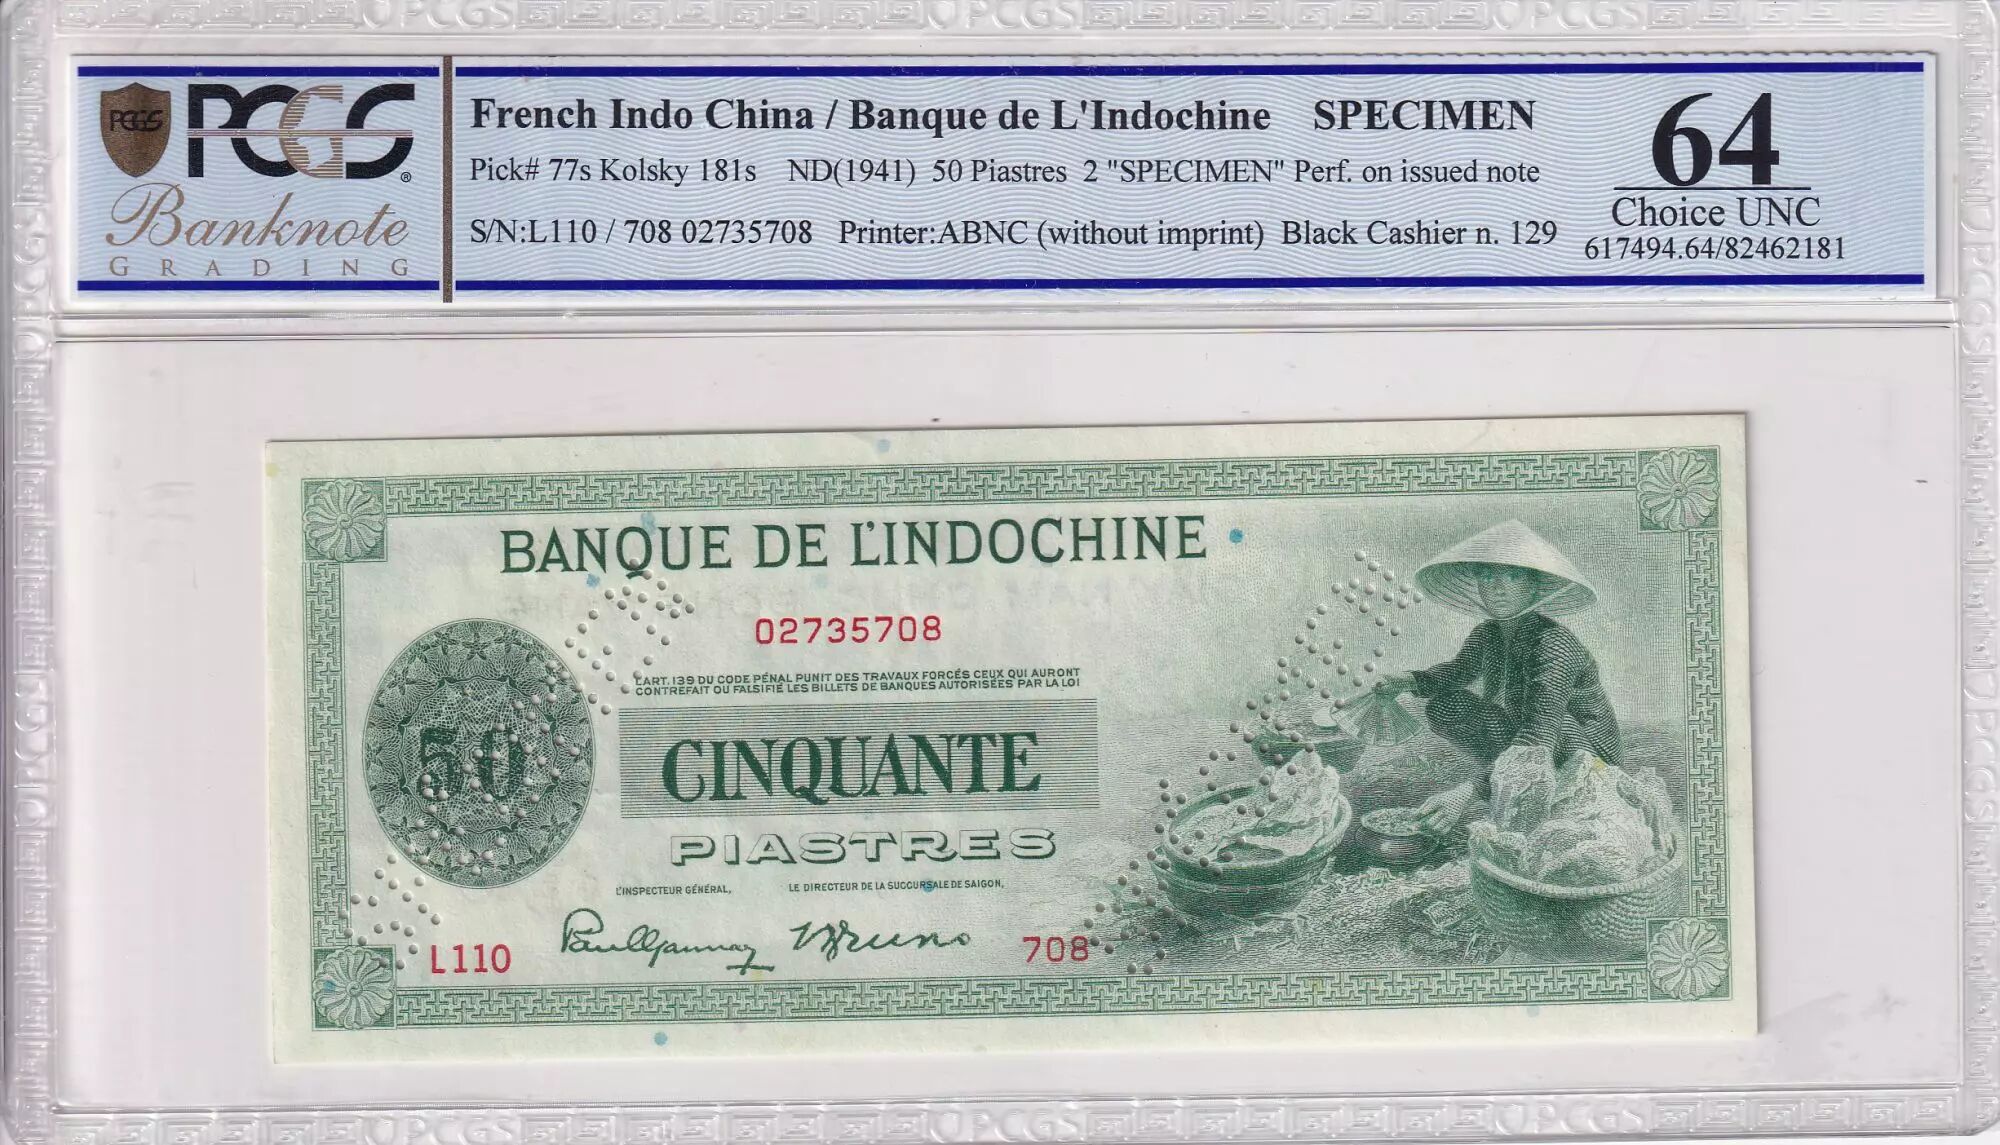 PCGS
PCGS®
Banknote
GRADING
French Indo China / Banque de L'Indochine SPECIMEN
Pick# 77s Kolsky 181s ND(1941) 50 Piastres 2 "SPECIMEN" Perf. on issued note
S/N:L110 / 708 02735708 Printer:ABNC (without imprint) Black Cashier n. 129
64
Choice UNC
617494.64/82462181
BANQUE DE L'INDOCHINE
02735708
L'ART. 139 DU CODE PÉNAL PUNIT DES TRAVAUX FORCÉS CEUX QUI AURONT
CONTREFAIT OU FALSIFIÉ LES BILLETS DE BANQUES AUTORISÉES PAR LA LOI
50
CINQUANTE
PIASTRES
L'INSPECTEUR GÉNÉRAL, LE DIRECTEUR DE LA SUCCURSALE DE SAIGON,
L110
708
SPECIMEN
SPECIMEN